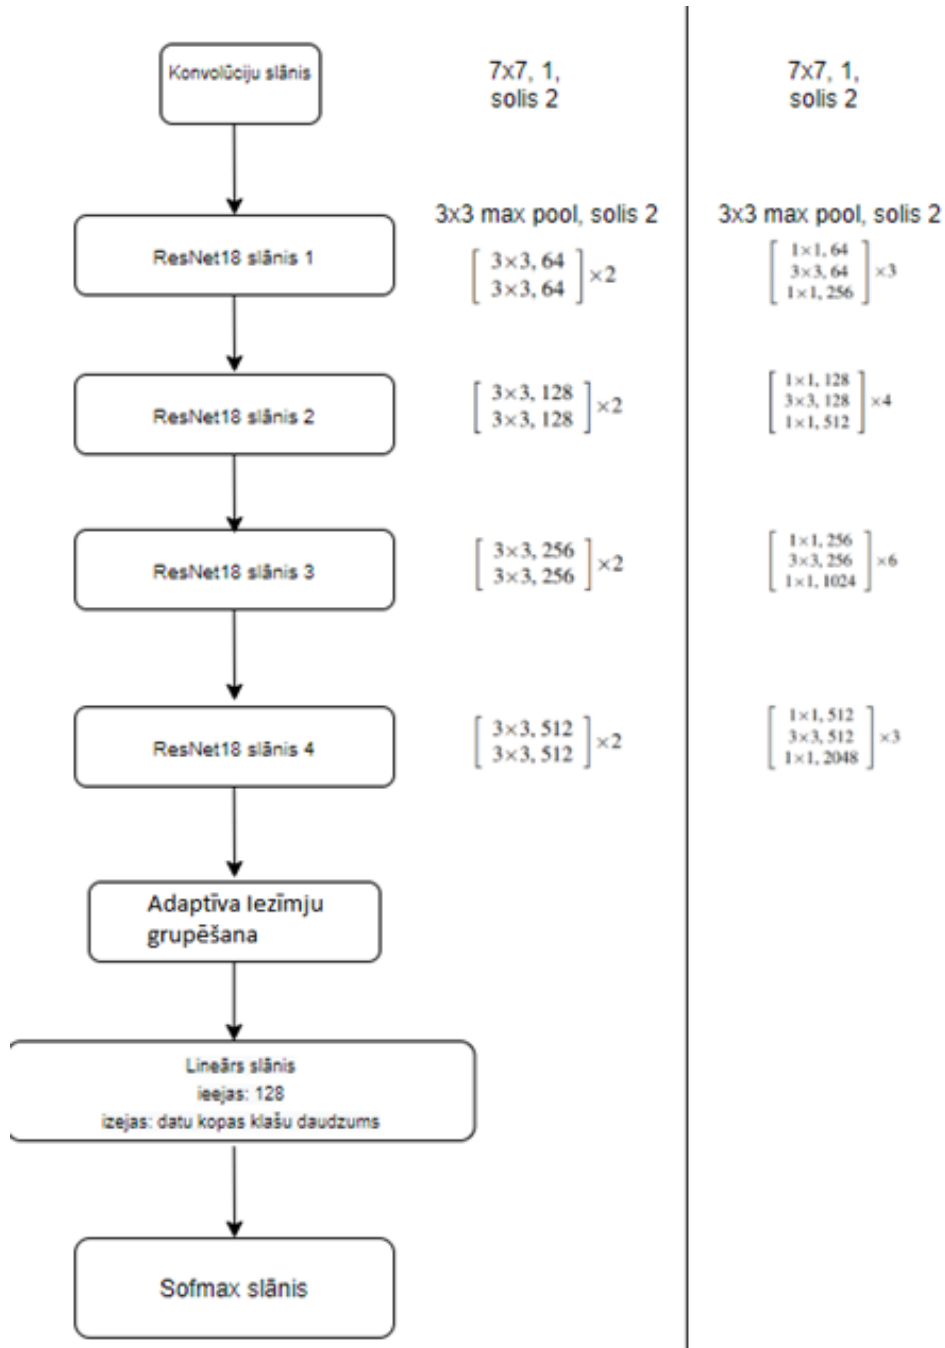 Konvolūciju slānis
7x7, 1,
solis 2
7x7, 1,
solis 2
ResNet18 slānis 1
3x3 max pool, solis 2
3×3, 64
3×3, 64
×2
3x3 max pool, solis 2
1×1, 64
3×3, 64
1×1, 256
×3
ResNet18 slānis 2
3×3, 128
3×3, 128
×2
1×1, 128
3×3, 128
1×1, 512
×4
ResNet18 slānis 3
3×3, 256
3×3, 256
×2
1×1, 256
3×3, 256
1×1, 1024
×6
ResNet18 slānis 4
3×3, 512
3×3, 512
×2
1×1, 512
3×3, 512
1×1, 2048
×3
Adaptīva Iezīmju
grupēšana
Lineārs slānis
ieejas: 128
izejas: datu kopas klašu daudzums
Sofmax slānis